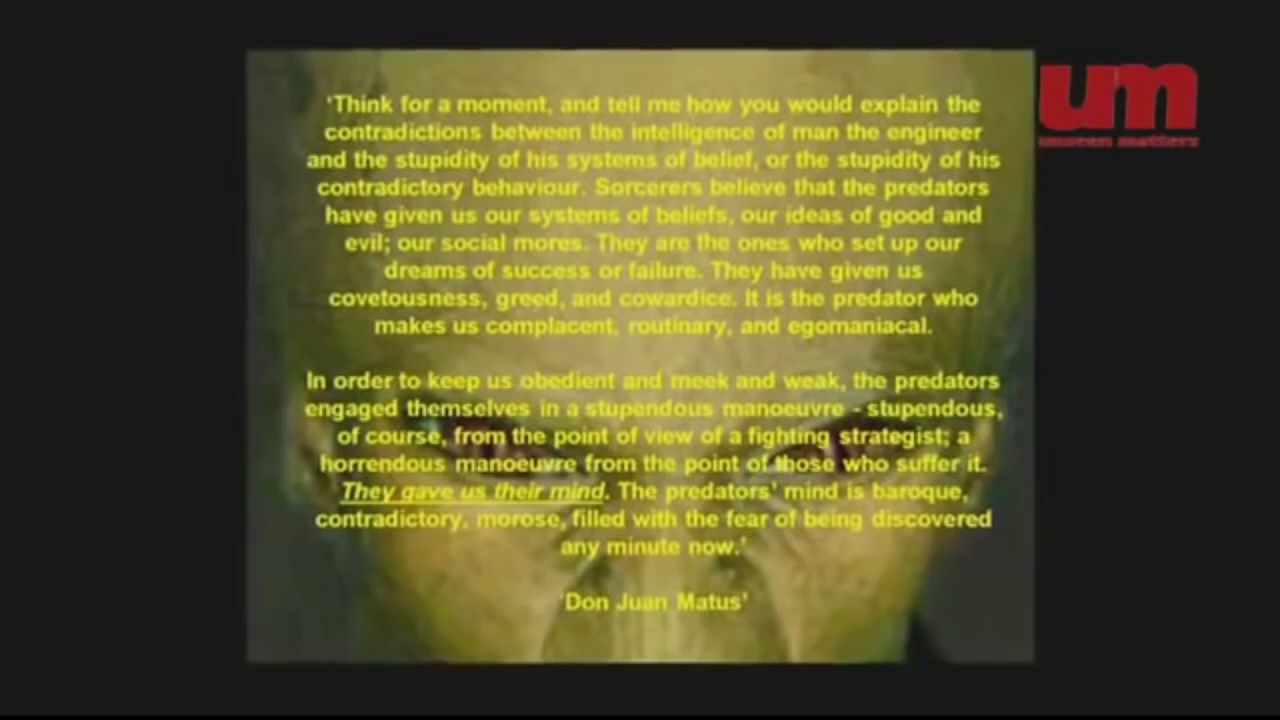 ‘Think for a moment, and tell me how you would explain the
contradictions between the intelligence of man the engineer
and the stupidity of his systems of belief, or the stupidity of his
contradictory behaviour. Sorcerers believe that the predators
have given us our systems of beliefs, our ideas of good and
evil; our social mores. They are the ones who set up our
dreams of success or failure. They have given us
covetousness, greed, and cowardice. It is the predator who
makes us complacent, routinary, and egomaniacal.
In order to keep us obedient and meek and weak, the predators
engaged themselves in a stupendous manoeuvre - stupendous,
of course, from the point of view of a fighting strategist; a
horrendous manoeuvre from the point of those who suffer it.
They gave us their mind. The predators’ mind is baroque,
contradictory, morose, filled with the fear of being discovered
any minute now.’
‘Don Juan Matus’
um